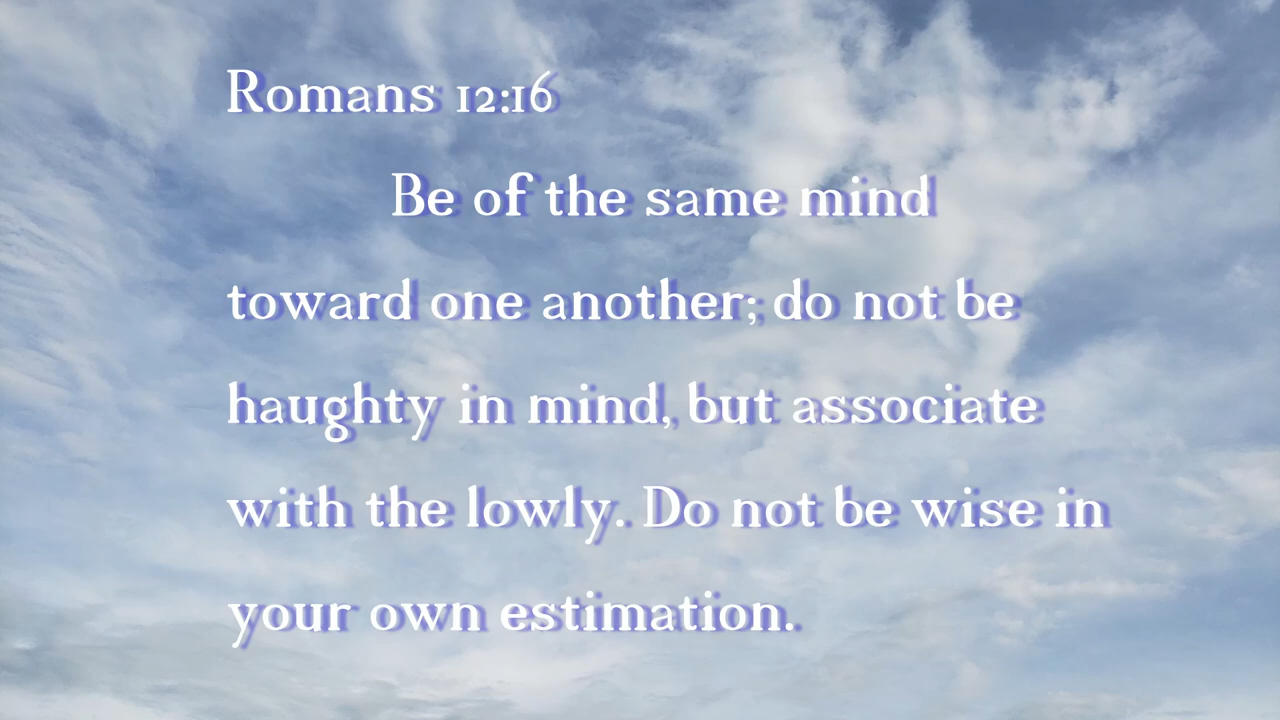 Romans 12:16
Be of the same mind
toward one another; do not be
haughty in mind, but associate
with the lowly. Do not be wise in
your own estimation.